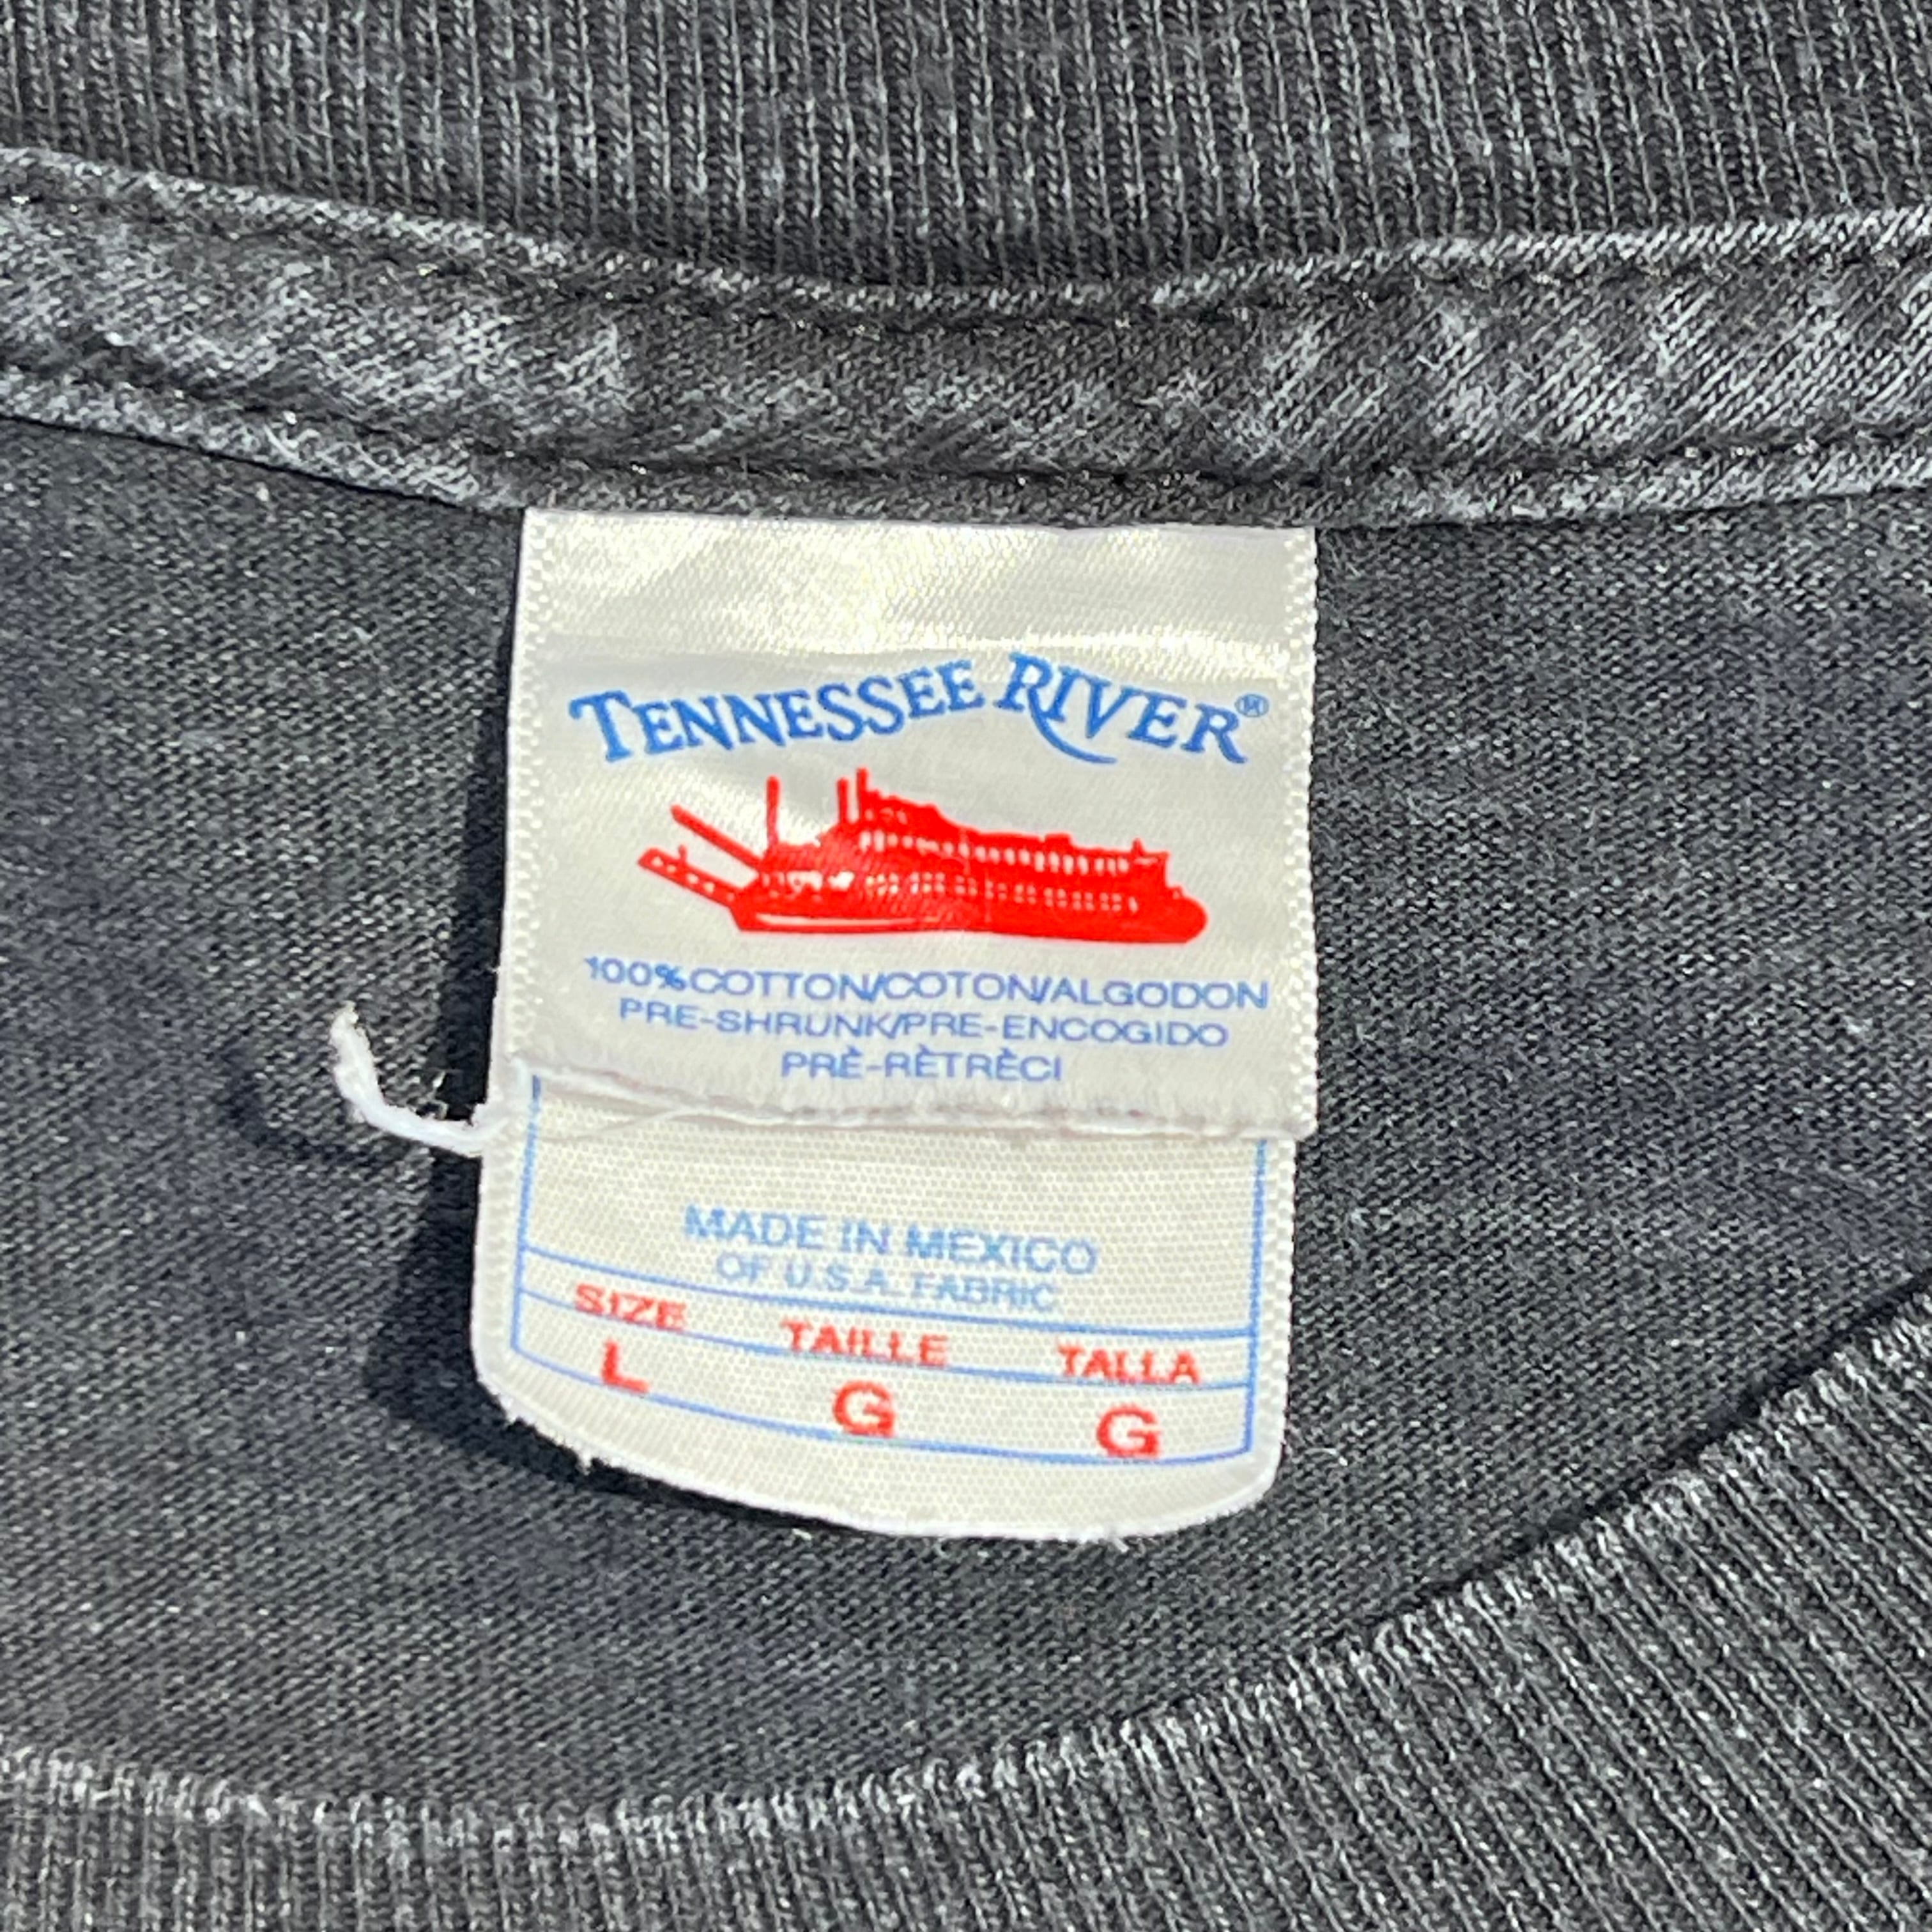 TENNESSEE RIVER®
100% COTTON/COTON/ALGODON
PRE-SHRUNK/PRE-ENCOGIDO
PRÈ-RÈTRÈCI
MADE IN MEXICO
OF U.S.A. FABRIC
SIZE TAILLE TALLA
L G G